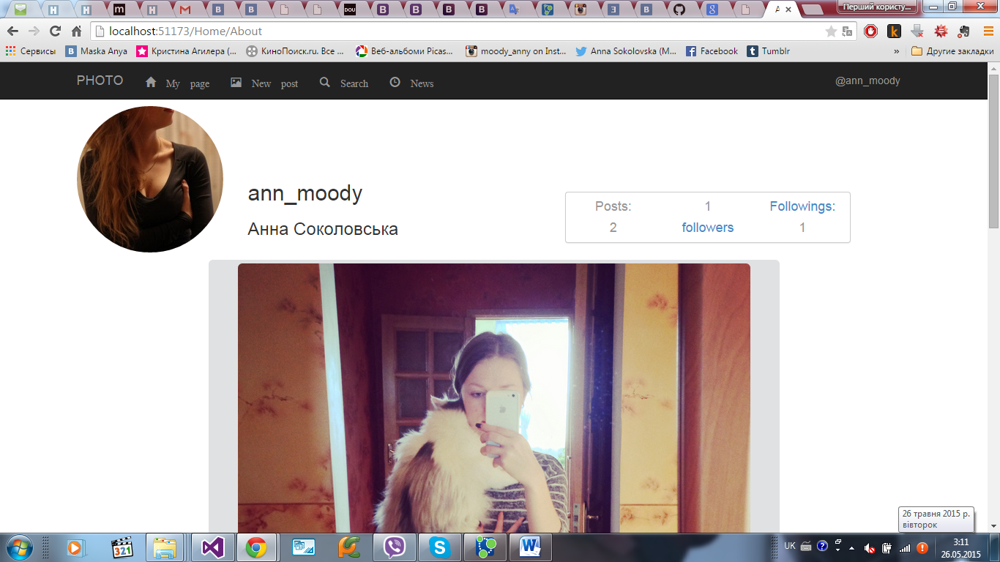 Перший користу...
localhost:51173/Home/About
Сервисы
Maska Anya
Кристина Агилера (...
КиноПоиск.ru. Все ...
Веб-альбоми Picas...
moody_anny on Inst...
Anna Sokolovska (M...
Facebook
Tumblr
»
Другие закладки
PHOTO
My page
New post
Search
News
@ann_moody
ann_moody
Анна Соколовська
Posts: 1 Followings:
2 followers 1
26 травня 2015 р.
вівторок
UK
3:11
26.05.2015